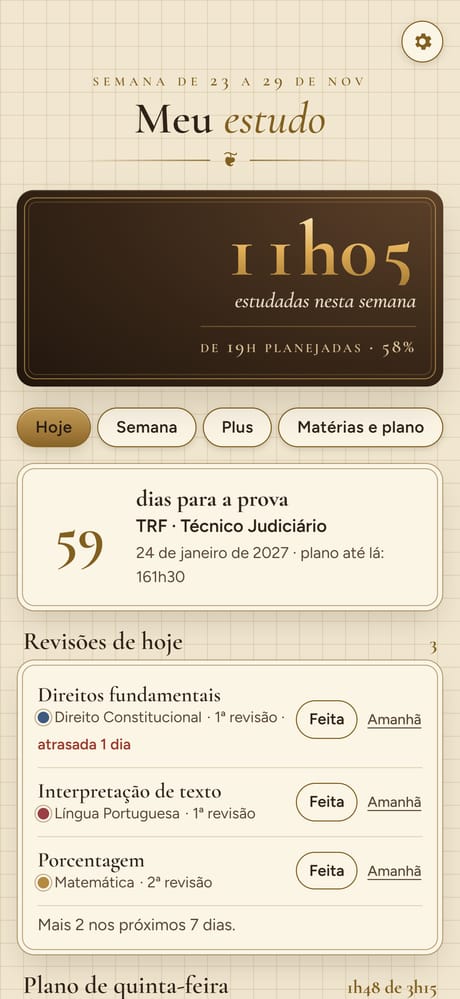 SEMANA DE 23 A 29 DE NOV
Meu estudo
11h05
estudadas nesta semana
DE 19H PLANEJADAS · 58%
Hoje
Semana
Plus
Matérias e plano
59
dias para a prova
TRF · Técnico Judiciário
24 de janeiro de 2027 · plano até lá:
161h30
Revisões de hoje
3
Direitos fundamentais
Direito Constitucional · 1ª revisão ·
atrasada 1 dia
Feita
Amanhã
Interpretação de texto
Língua Portuguesa · 1ª revisão
Feita
Amanhã
Porcentagem
Matemática · 2ª revisão
Feita
Amanhã
Mais 2 nos próximos 7 dias.
Plano de quinta-feira
1h48 de 3h15